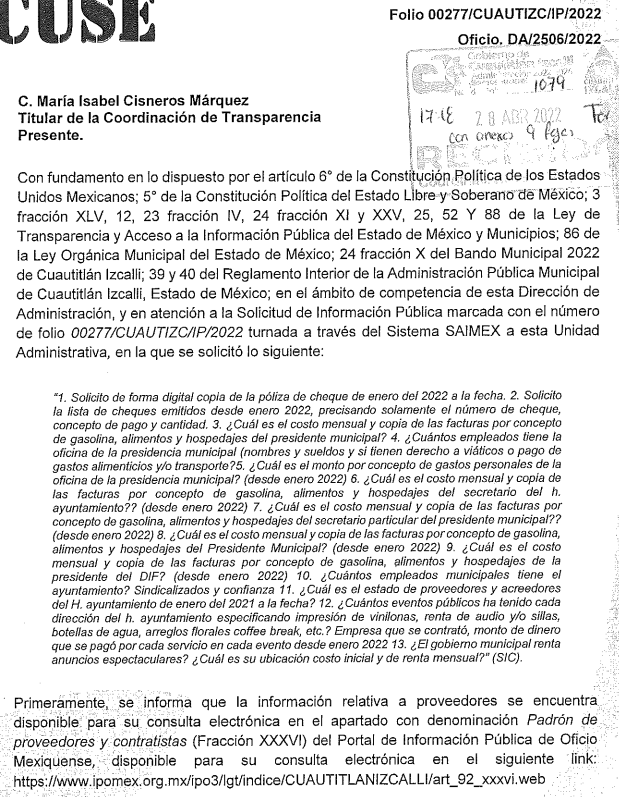 CUSE
Folio 00277/CUAUTIZC/IP/2022
Oficio. DA/2506/2022
Gobierno de
1079
17:18
28 ABR 2022
con anexos 9 fojas
RECIBIDO
C. María Isabel Cisneros Márquez
Titular de la Coordinación de Transparencia
Presente.
Con fundamento en lo dispuesto por el artículo 6° de la Constitución Política de los Estados
Unidos Mexicanos; 5° de la Constitución Política del Estado Libre y Soberano de México; 3
fracción XLV, 12, 23 fracción IV, 24 fracción XI y XXV, 25, 52 Y 88 de la Ley de
Transparencia y Acceso a la Información Pública del Estado de México y Municipios; 86 de
la Ley Orgánica Municipal del Estado de México; 24 fracción X del Bando Municipal 2022
de Cuautitlán Izcalli; 39 y 40 del Reglamento Interior de la Administración Pública Municipal
de Cuautitlán Izcalli, Estado de México; en el ámbito de competencia de esta Dirección de
Administración, y en atención a la Solicitud de Información Pública marcada con el número
de folio 00277/CUAUTIZC/IP/2022 turnada a través del Sistema SAIMEX a esta Unidad
Administrativa, en la que se solicitó lo siguiente:
"1. Solicito de forma digital copia de la póliza de cheque de enero del 2022 a la fecha. 2. Solicito
la lista de cheques emitidos desde enero 2022, precisando solamente el número de cheque,
concepto de pago y cantidad. 3. ¿Cuál es el costo mensual y copia de las facturas por concepto
de gasolina, alimentos y hospedajes del presidente municipal? 4. ¿Cuántos empleados tiene la
oficina de la presidencia municipal (nombres y sueldos y si tienen derecho a viáticos o pago de
gastos alimenticios y/o transporte?5. ¿Cuál es el monto por concepto de gastos personales de la
oficina de la presidencia municipal? (desde enero 2022) 6. ¿Cuál es el costo mensual y copia de
las facturas por concepto de gasolina, alimentos y hospedajes del secretario del h.
ayuntamiento?? (desde enero 2022) 7. ¿Cuál es el costo mensual y copia de las facturas por
concepto de gasolina, alimentos y hospedajes del secretario particular del presidente municipal??
(desde enero 2022) 8. ¿Cuál es el costo mensual y copia de las facturas por concepto de gasolina,
alimentos y hospedajes del Presidente Municipal? (desde enero 2022) 9. ¿Cuál es el costo
mensual y copia de las facturas por concepto de gasolina, alimentos y hospedajes de la
presidente del DIF? (desde enero 2022) 10. ¿Cuántos empleados municipales tiene el
ayuntamiento? Sindicalizados y confianza 11. ¿Cuál es el estado de proveedores y acreedores
del H. ayuntamiento de enero del 2021 a la fecha? 12. ¿Cuántos eventos públicos ha tenido cada
dirección del h. ayuntamiento especificando impresión de vinilonas, renta de audio y/o sillas,
botellas de agua, arreglos florales coffee break, etc.? Empresa que se contrató, monto de dinero
que se pagó por cada servicio en cada evento desde enero 2022 13. ¿El gobierno municipal renta
anuncios espectaculares? ¿Cuál es su ubicación costo inicial y de renta mensual?" (SIC).
Primeramente, se informa que la información relativa a proveedores se encuentra
disponible para su consulta electrónica en el apartado con denominación Padrón de
proveedores y contratistas (Fracción XXXVI) del Portal de Información Pública de Oficio
Mexiquense, disponible para su consulta electrónica en el siguiente link:
https://www.ipomex.org.mx/ipo3/lgt/indice/CUAUTITLANIZCALLI/art_92_xxxvi.web